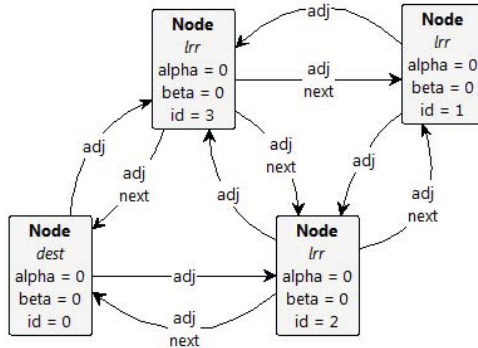 Node
lrr
alpha = 0
beta = 0
id = 3
Node
lrr
alpha = 0
beta = 0
id = 1
adj
adj
next
adj
adj
next
adj
next
adj
adj
adj
next
Node
dest
alpha = 0
beta = 0
id = 0
adj
Node
lrr
alpha = 0
beta = 0
id = 2
adj
next